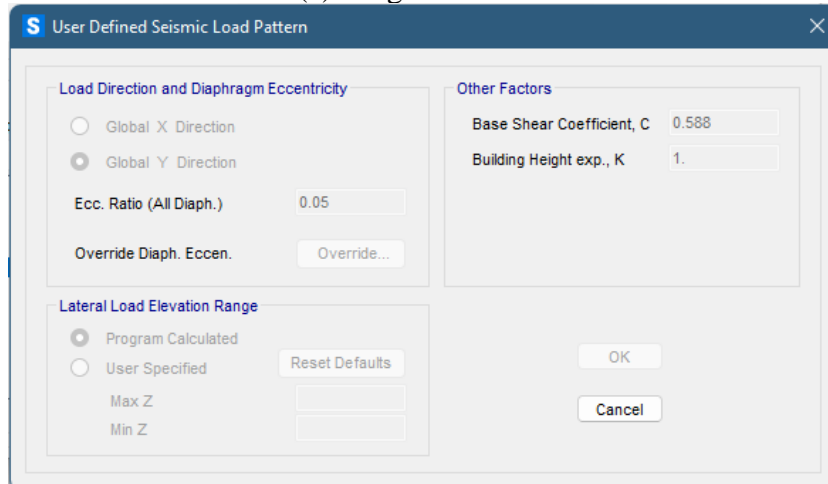 S User Defined Seismic Load Pattern
Load Direction and Diaphragm Eccentricity
Global X Direction
Global Y Direction
Ecc. Ratio (All Diaph.) 0.05
Override Diaph. Eccen. Override...
Other Factors
Base Shear Coefficient, C 0.588
Building Height exp., K 1.
Lateral Load Elevation Range
Program Calculated
User Specified Reset Defaults
Max Z
Min Z
OK
Cancel